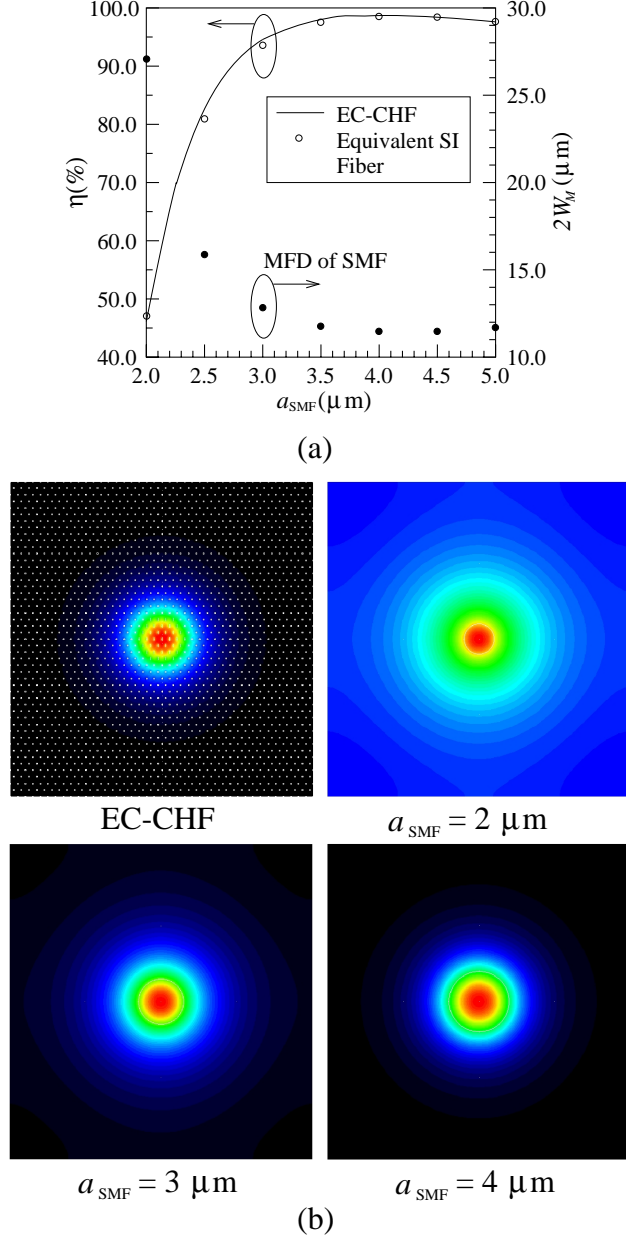 100.0
90.0
80.0
70.0
60.0
50.0
40.0
η(%)
30.0
25.0
20.0
15.0
10.0
2W_M (μm)
EC-CHF
Equivalent SI
Fiber
MFD of SMF
2.0 2.5 3.0 3.5 4.0 4.5 5.0
a_SMF(μm)
(a)
EC-CHF
a_SMF = 2 μm
a_SMF = 3 μm
a_SMF = 4 μm
(b)